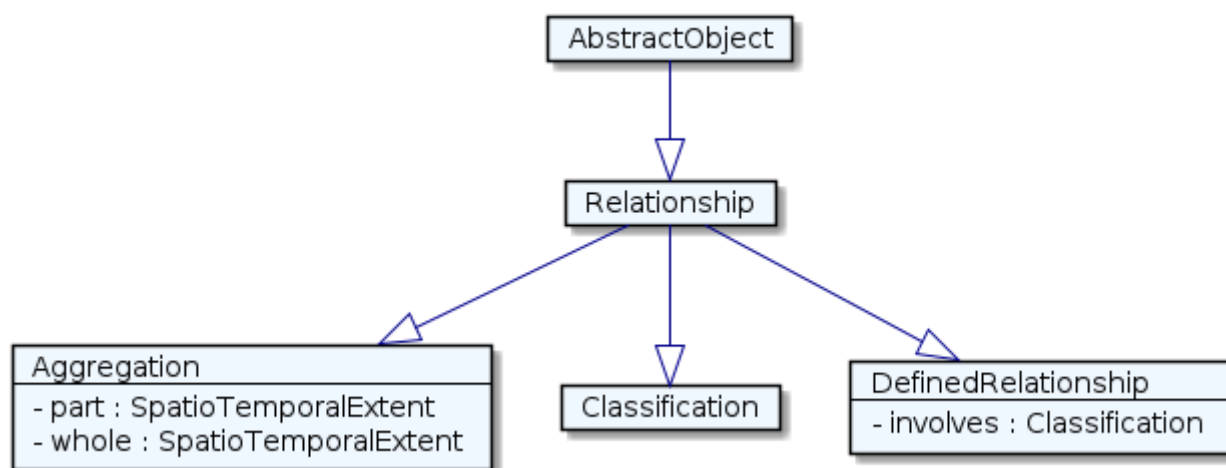 AbstractObject
Relationship
Aggregation
- part : SpatioTemporalExtent
- whole : SpatioTemporalExtent
Classification
DefinedRelationship
- involves : Classification